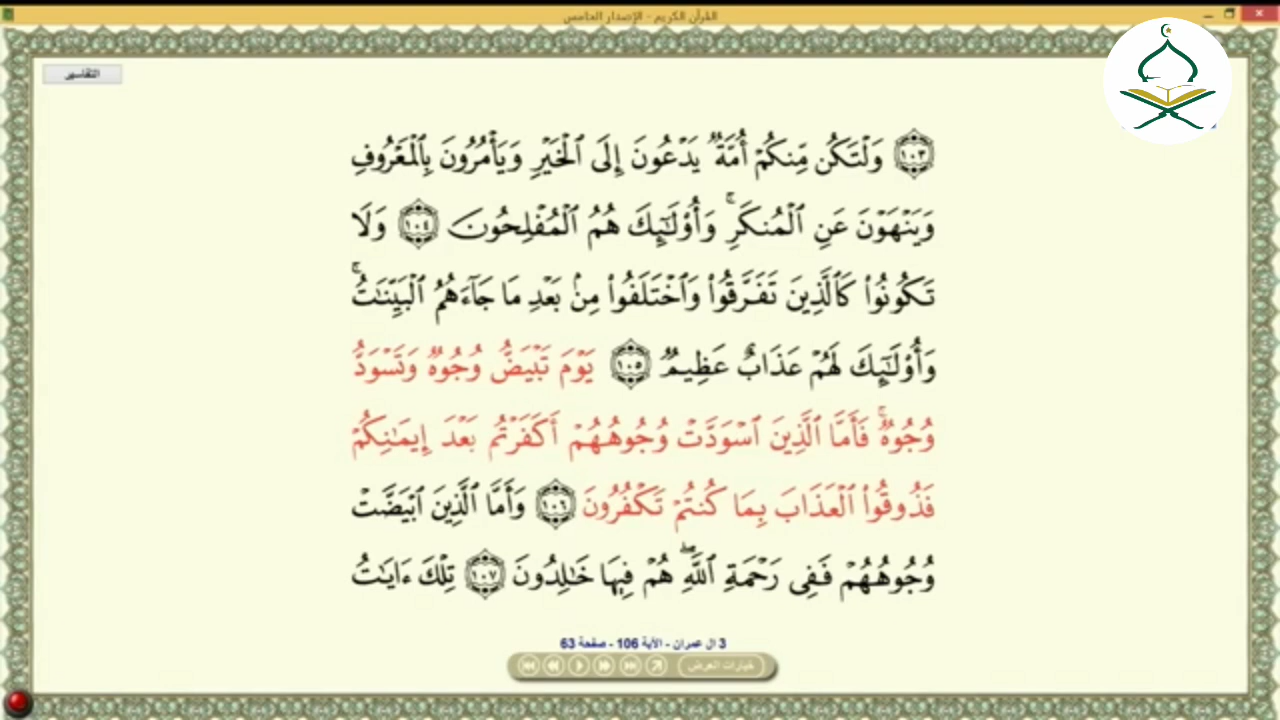 القرآن الكريم - الإصدار الخامس
التفاسير
١٠٣ وَلْتَكُن مِّنكُمْ أُمَّةٌ يَدْعُونَ إِلَى ٱلْخَيْرِ وَيَأْمُرُونَ بِٱلْمَعْرُوفِ
وَيَنْهَوْنَ عَنِ ٱلْمُنكَرِ ۚ وَأُو۟لَـٰٓئِكَ هُمُ ٱلْمُفْلِحُونَ ١٠٤ وَلَا
تَكُونُوا۟ كَٱلَّذِينَ تَفَرَّقُوا۟ وَٱخْتَلَفُوا۟ مِنۢ بَعْدِ مَا جَآءَهُمُ ٱلْبَيِّنَـٰتُ ۚ
وَأُو۟لَـٰٓئِكَ لَهُمْ عَذَابٌ عَظِيمٌ ١٠٥ يَوْمَ تَبْيَضُّ وُجُوهٌ وَتَسْوَدُّ
وُجُوهٌ ۚ فَأَمَّا ٱلَّذِينَ ٱسْوَدَّتْ وُجُوهُهُمْ أَكَفَرْتُم بَعْدَ إِيمَـٰنِكُمْ
فَذُوقُوا۟ ٱلْعَذَابَ بِمَا كُنتُمْ تَكْفُرُونَ ١٠٦ وَأَمَّا ٱلَّذِينَ ٱبْيَضَّتْ
وُجُوهُهُمْ فَفِى رَحْمَةِ ٱللَّهِ ۖ هُمْ فِيهَا خَـٰلِدُونَ ١٠٧ تِلْكَ ءَايَـٰتُ
3 ال عمران - الآية 106 - صفحة 63
خيارات العرض